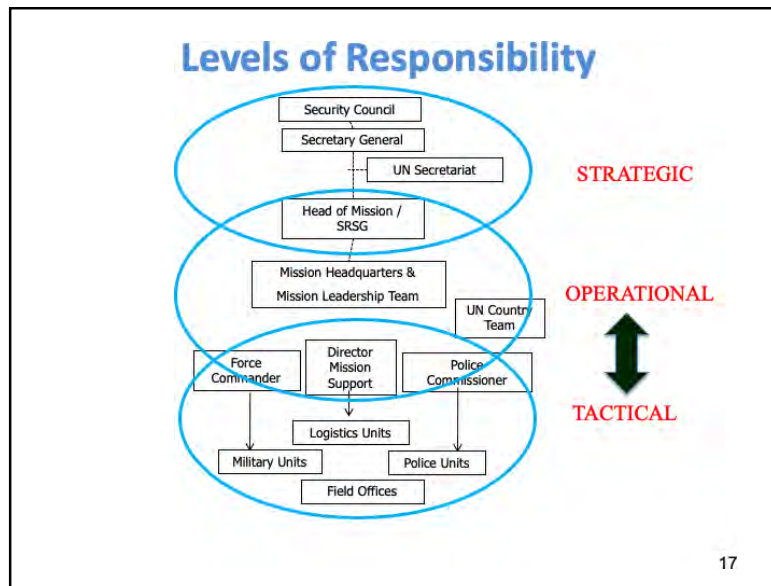 Levels of Responsibility
Security Council
Secretary General
UN Secretariat
STRATEGIC
Head of Mission /
SRSG
Mission Headquarters &
Mission Leadership Team
OPERATIONAL
UN Country
Team
Force
Commander
Director
Mission
Support
Police
Commissioner
TACTICAL
Logistics Units
Military Units
Police Units
Field Offices
17